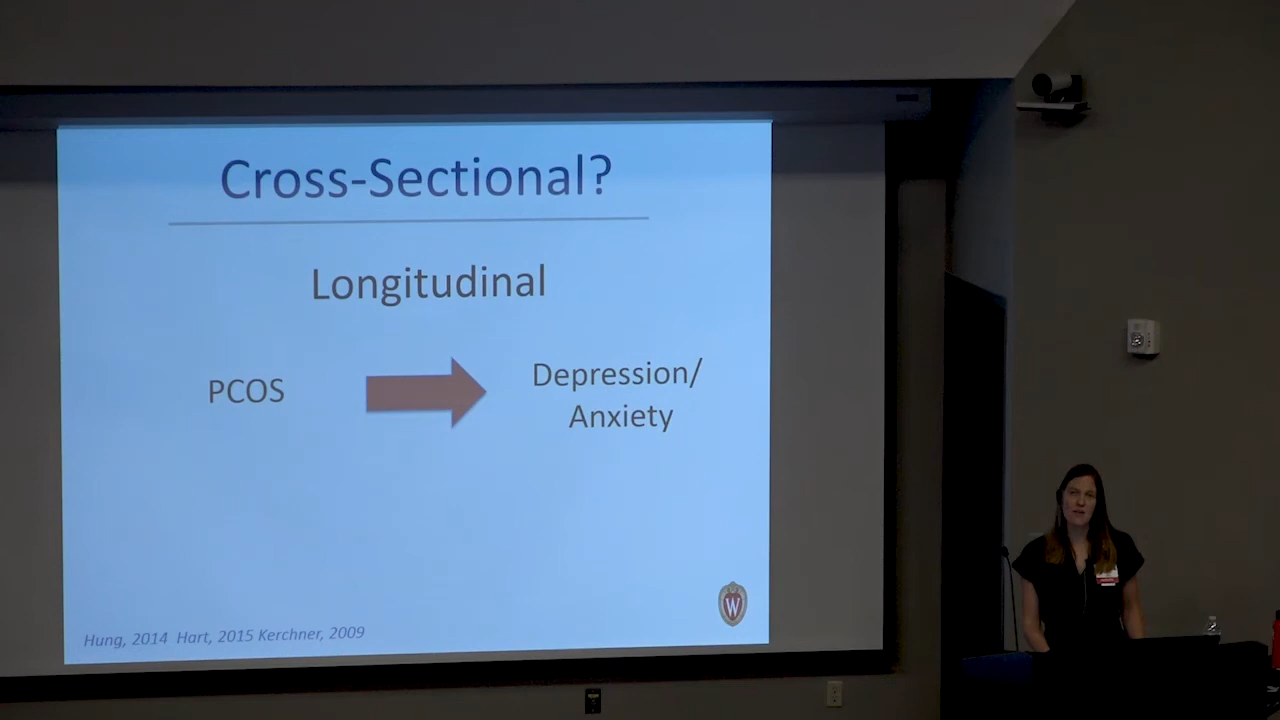 Cross-Sectional?
Longitudinal
PCOS
Depression/
Anxiety
W
Hung, 2014 Hart, 2015 Kerchner, 2009